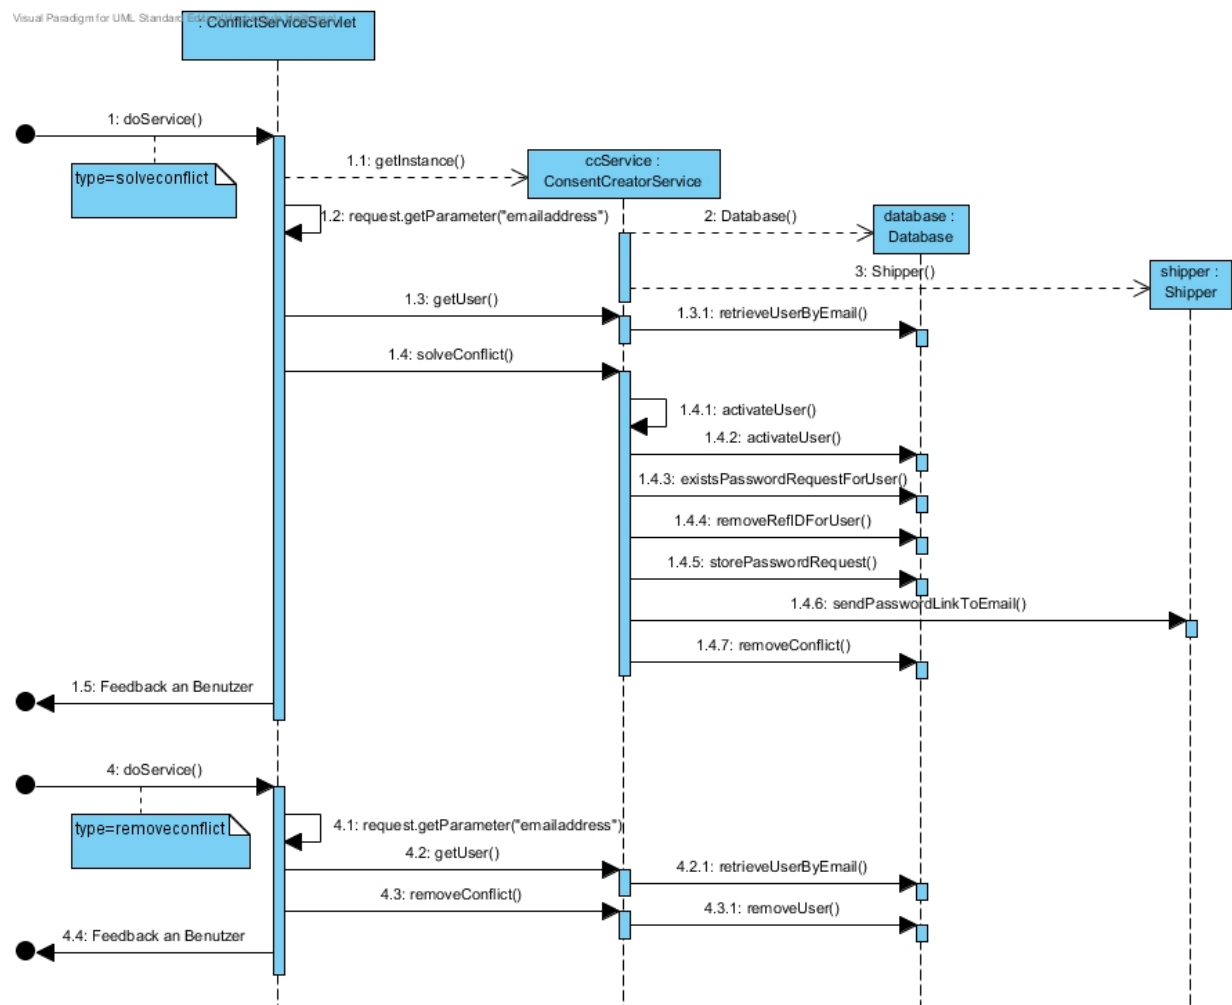 Visual Paradigm for UML Standard
: ConflictServiceServlet
1: doService()
type=solveconflict
1.1: getInstance()
ccService :
ConsentCreatorService
1.2: request.getParameter("emailaddress")
2: Database()
database :
Database
3: Shipper()
shipper :
Shipper
1.3: getUser()
1.3.1: retrieveUserByEmail()
1.4: solveConflict()
1.4.1: activateUser()
1.4.2: activateUser()
1.4.3: existsPasswordRequestForUser()
1.4.4: removeRefIDForUser()
1.4.5: storePasswordRequest()
1.4.6: sendPasswordLinkToEmail()
1.4.7: removeConflict()
1.5: Feedback an Benutzer
4: doService()
type=removeconflict
4.1: request.getParameter("emailaddress")
4.2: getUser()
4.2.1: retrieveUserByEmail()
4.3: removeConflict()
4.3.1: removeUser()
4.4: Feedback an Benutzer